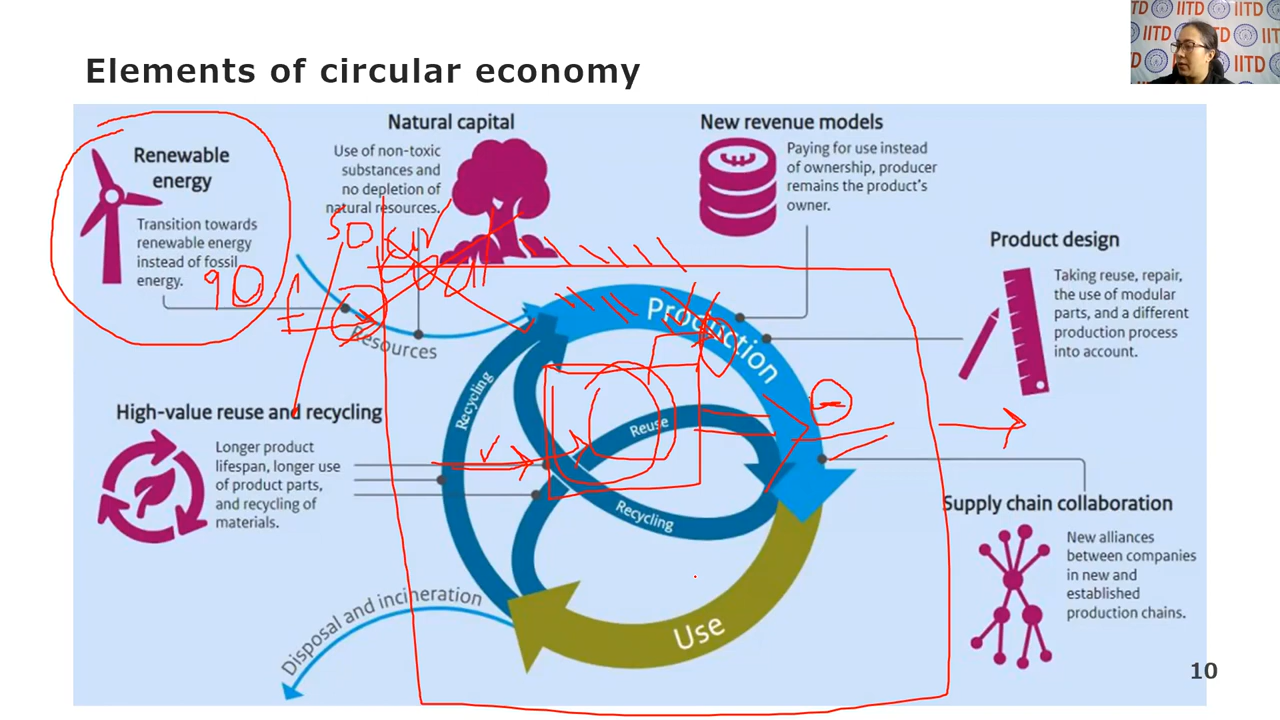 Elements of circular economy
IITD IITD
IITD
IITD
Renewable
energy
Transition towards
renewable energy
instead of fossil
energy.
90
Natural capital
Use of non-toxic
substances and
no depletion of
natural resources.
50
New revenue models
Paying for use instead
of ownership, producer
remains the product's
owner.
Product design
Taking reuse, repair,
the use of modular
parts, and a different
production process
into account.
Resources
Production
High-value reuse and recycling
Longer product
lifespan, longer use
of product parts,
and recycling of
materials.
Recycling
Reuse
Recycling
Supply chain collaboration
New alliances
between companies
in new and
established
production chains.
Disposal and incineration
Use
10